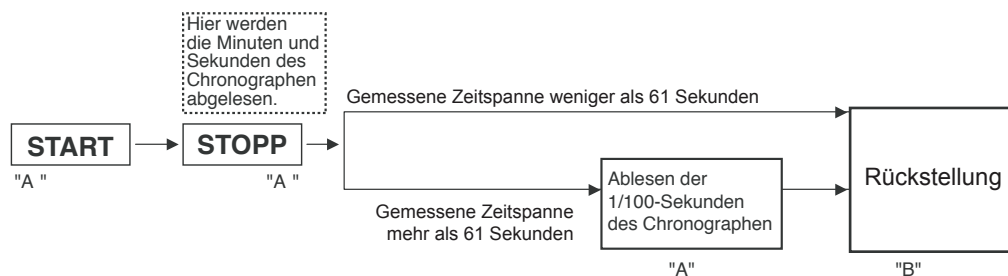 Hier werden
die Minuten und
Sekunden des
Chronographen
abgelesen.
Gemessene Zeitspanne weniger als 61 Sekunden
START
STOPP
"A "
"A "
Ablesen der
1/100-Sekunden
des Chronographen
Rückstellung
Gemessene Zeitspanne
mehr als 61 Sekunden
"A"
"B"